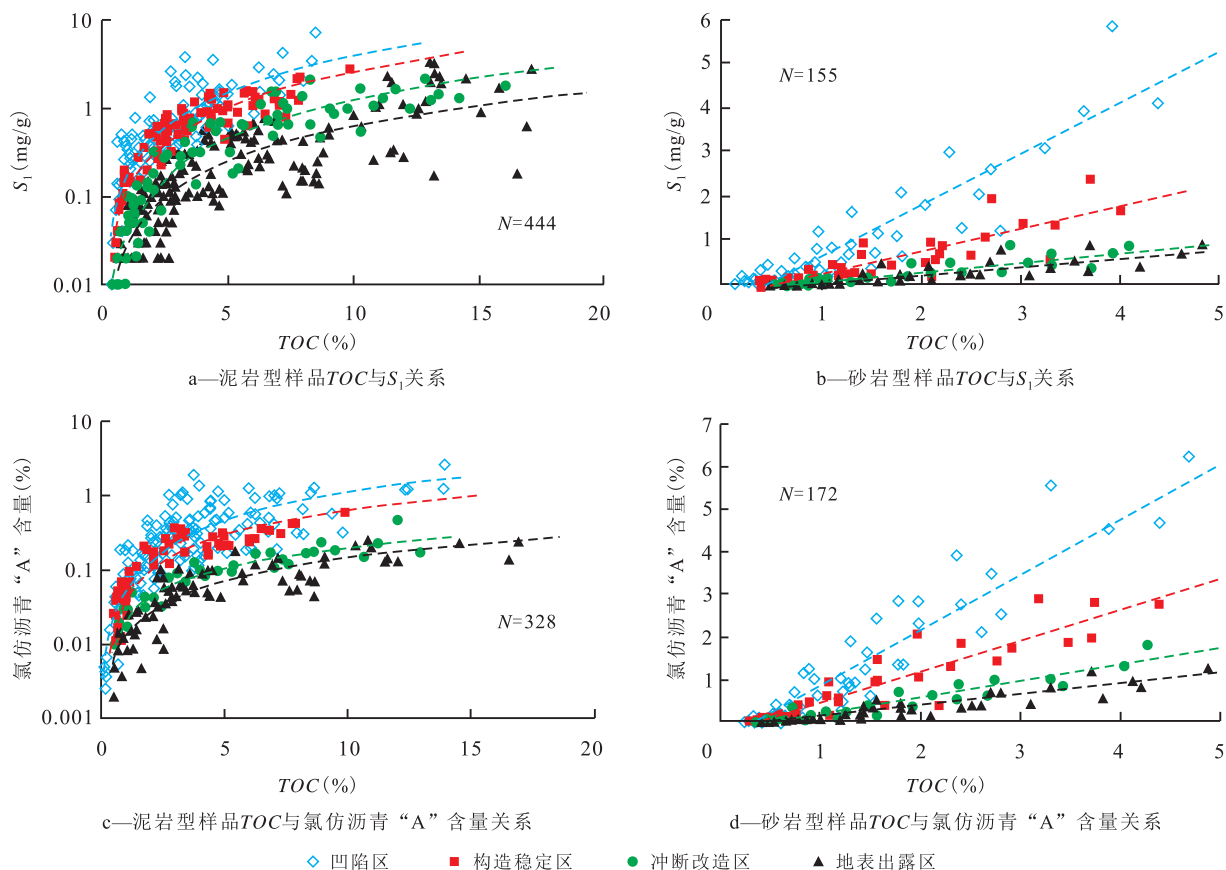 10
1
0.1
0.01
S₁(mg/g)
N=444
0 5 10 15 20
TOC(%)
a—泥岩型样品TOC与S₁关系
6
5
4
3
2
1
S₁(mg/g)
N=155
0 1 2 3 4 5
TOC(%)
b—砂岩型样品TOC与S₁关系
10
1
0.1
0.01
0.001
氯仿沥青“A”含量(%)
N=328
0 5 10 15 20
TOC(%)
c—泥岩型样品TOC与氯仿沥青“A”含量关系
7
6
5
4
3
2
1
氯仿沥青“A”含量(%)
N=172
0 1 2 3 4 5
TOC(%)
d—砂岩型样品TOC与氯仿沥青“A”含量关系
凹陷区 构造稳定区 冲断改造区 地表出露区